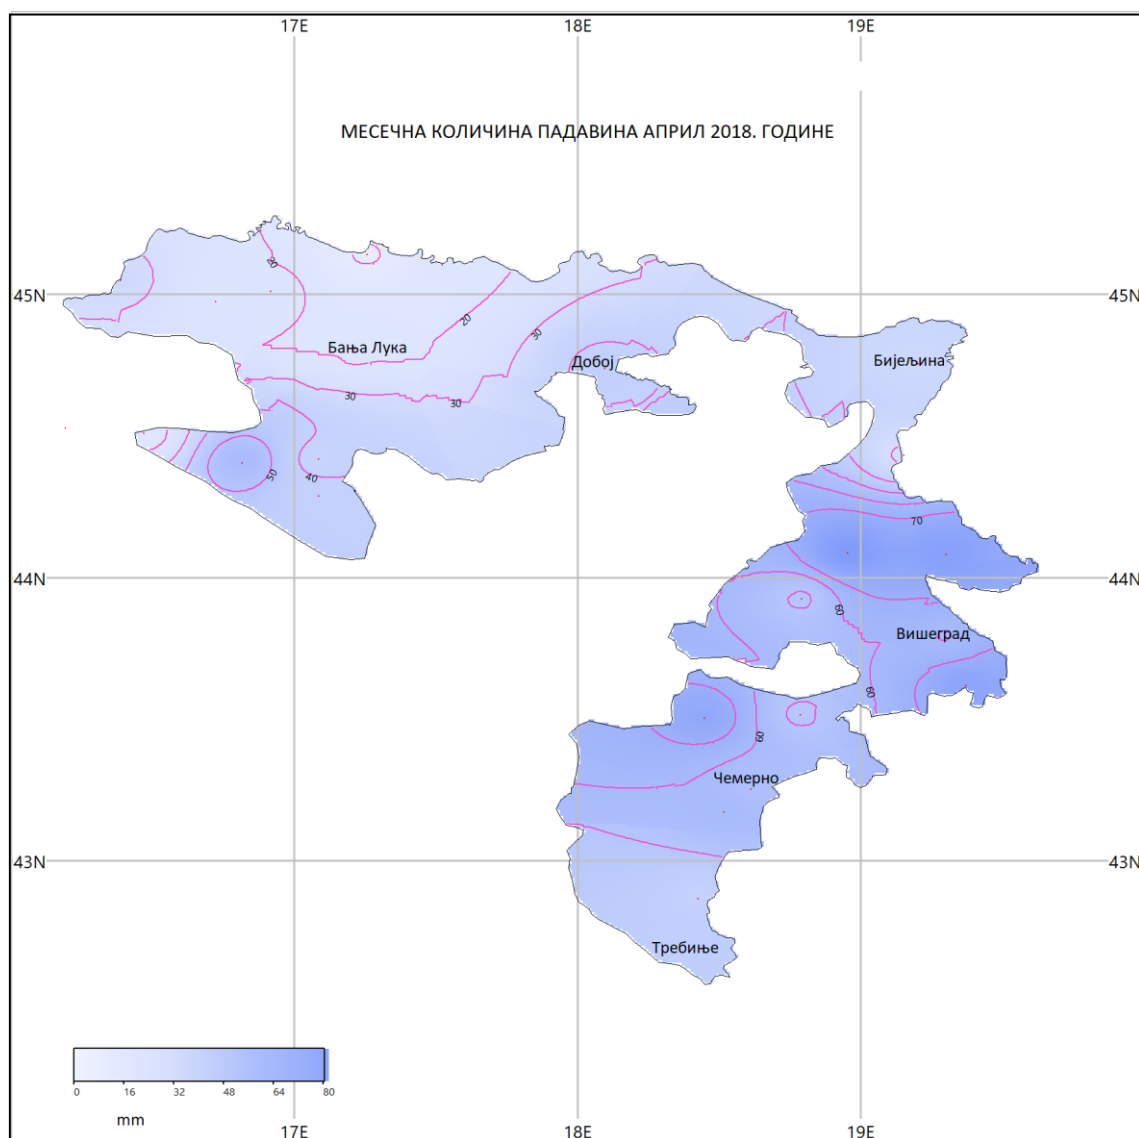 17E 18E 19E
МЕСЕЧНА КОЛИЧИНА ПАДАВИНА АПРИЛ 2018. ГОДИНЕ
20
45N 45N
20
30
Бања Лука
Добој
Бијељина
30 30
50 40
70
44N 44N
60
Вишеград
60
60
Чемерно
43N 43N
Требиње
0 16 32 48 64 80
mm
17E 18E 19E